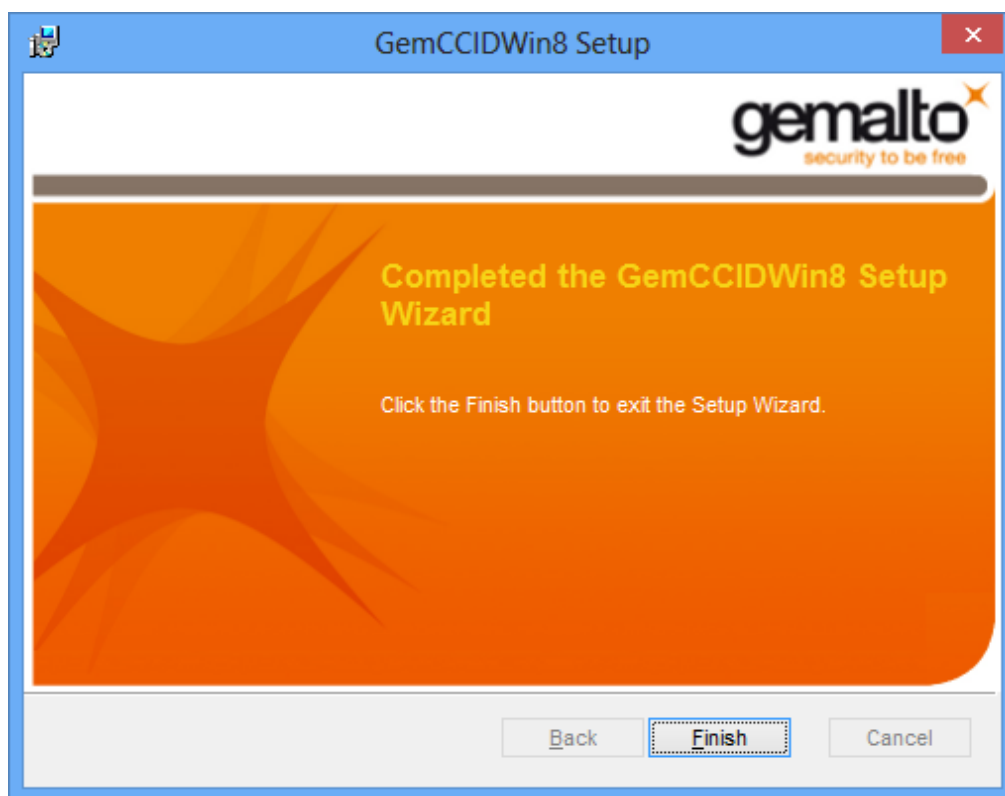 GemCCIDWin8 Setup
gemalto
security to be free
Completed the GemCCIDWin8 Setup
Wizard
Click the Finish button to exit the Setup Wizard.
Back
Finish
Cancel